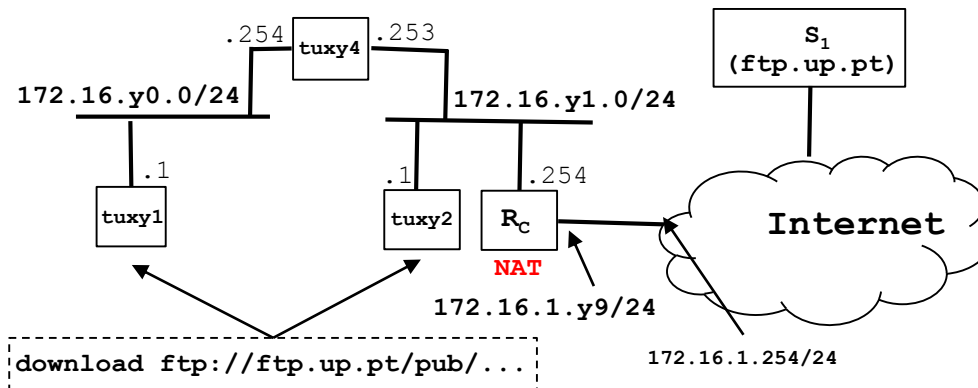 .254
tuxy4
.253
S1
(ftp.up.pt)
172.16.y0.0/24
172.16.y1.0/24
.1
.1
.254
tuxy1
tuxy2
RC
Internet
NAT
172.16.1.y9/24
172.16.1.254/24
download ftp://ftp.up.pt/pub/...